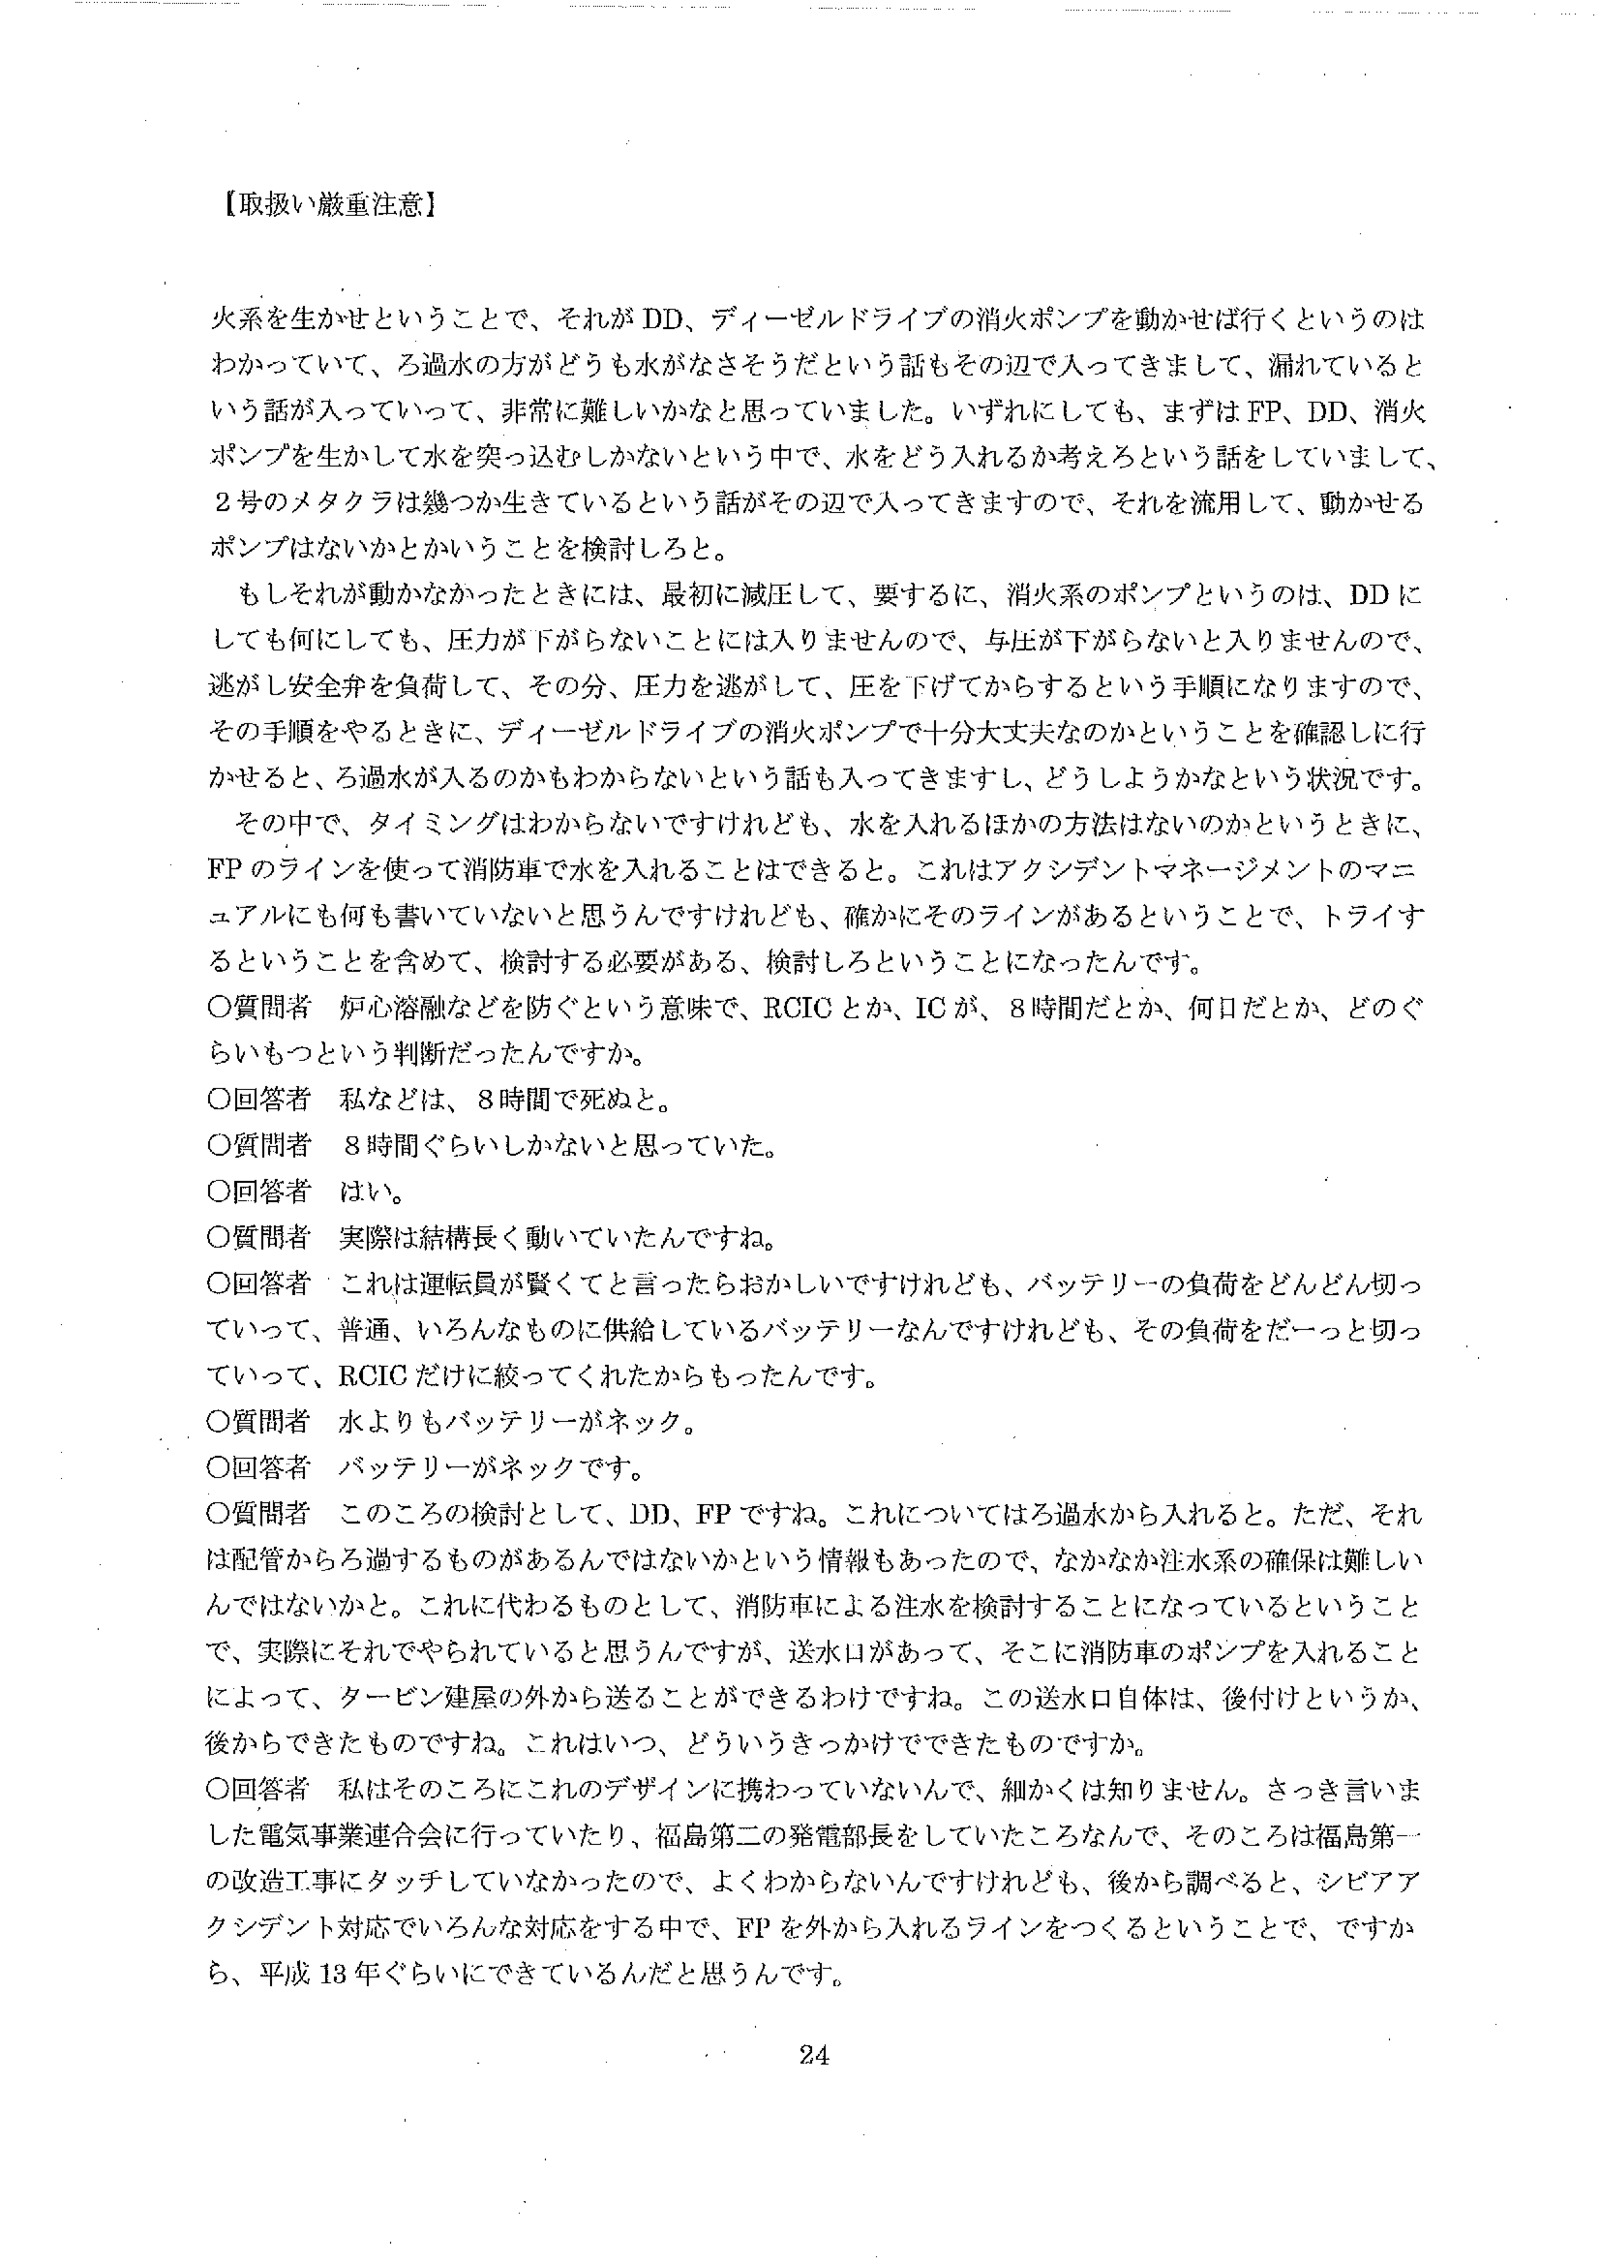 【取扱い厳重注意】
火系を生かせということで、それが DD、ディーゼルドライブの消火ポンプを動かせば行くというのは
わかっていて、ろ過水の方がどうも水がなさそうだという話もその辺で入ってきまして、漏れていると
いう話が入っていって、非常に難しいかなと思っていました。いずれにしても、まずは FP、DD、消火
ポンプを生かして水を突っ込むしかないという中で、水をどう入れるか考えろという話をしていまして、
２号のメタクラは幾つか生きているという話がその辺で入ってきますので、それを流用して、動かせる
ポンプはないかとかいうことを検討しろと。
もしそれが動かなかったときには、最初に減圧して、要するに、消火系のポンプというのは、DD に
しても何にしても、圧力が下がらないことには入りませんので、与圧が下がらないと入りませんので、
逃がし安全弁を負荷して、その分、圧力を逃がして、圧を下げてからするという手順になりますので、
その手順をやるときに、ディーゼルドライブの消火ポンプで十分大丈夫なのかということを確認しに行
かせると、ろ過水が入るのかもわからないという話も入ってきますし、どうしようかなという状況です。
その中で、タイミングはわからないですけれども、水を入れるほかの方法はないのかというときに、
FP のラインを使って消防車で水を入れることはできると。これはアクシデントマネージメントのマニ
ュアルにも何も書いていないと思うんですけれども、確かにそのラインがあるということで、トライす
るということを含めて、検討する必要がある、検討しろということになったんです。
○質問者　炉心溶融などを防ぐという意味で、RCIC とか、IC が、８時間だとか、何日だとか、どのぐ
らいもつという判断だったんですか。
○回答者　私などは、８時間で死ぬと。
○質問者　８時間ぐらいしかないと思っていた。
○回答者　はい。
○質問者　実際は結構長く動いていたんですね。
○回答者　これは運転員が賢くてと言ったらおかしいですけれども、バッテリーの負荷をどんどん切っ
ていって、普通、いろんなものに供給しているバッテリーなんですけれども、その負荷をだーっと切っ
ていって、RCIC だけに絞ってくれたからもったんです。
○質問者　水よりもバッテリーがネック。
○回答者　バッテリーがネックです。
○質問者　このころの検討として、DD、FP ですね。これについてはろ過水から入れると。ただ、それ
は配管からろ過するものがあるんではないかという情報もあったので、なかなか注水系の確保は難しい
んではないかと。これに代わるものとして、消防車による注水を検討することになっているということ
で、実際にそれでやられていると思うんですが、送水口があって、そこに消防車のポンプを入れること
によって、タービン建屋の外から送ることができるわけですね。この送水口自体は、後付けというか、
後からできたものですね。これはいつ、どういうきっかけでできたものですか。
○回答者　私はそのころにこれのデザインに携わっていないんで、細かくは知りません。さっき言いま
した電気事業連合会に行っていたり、福島第二の発電部長をしていたころなんで、そのころは福島第一
の改造工事にタッチしていなかったので、よくわからないんですけれども、後から調べると、シビアア
クシデント対応でいろんな対応をする中で、FP を外から入れるラインをつくるということで、ですか
ら、平成 13 年ぐらいにできているんだと思うんです。
24